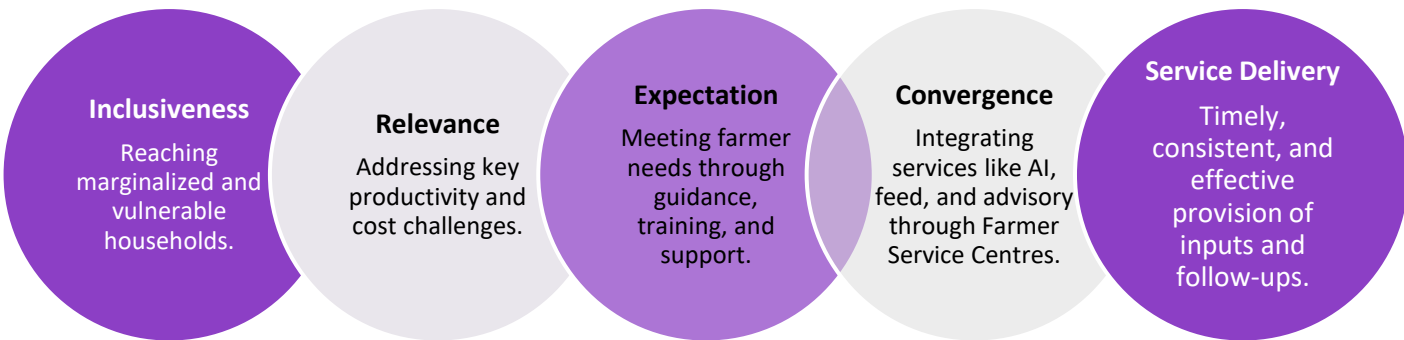 Inclusiveness
Reaching
marginalized and
vulnerable
households.
Relevance
Addressing key
productivity and
cost challenges.
Expectation
Meeting farmer
needs through
guidance,
training, and
support.
Convergence
Integrating
services like AI,
feed, and advisory
through Farmer
Service Centres.
Service Delivery
Timely,
consistent, and
effective
provision of
inputs and
follow-ups.